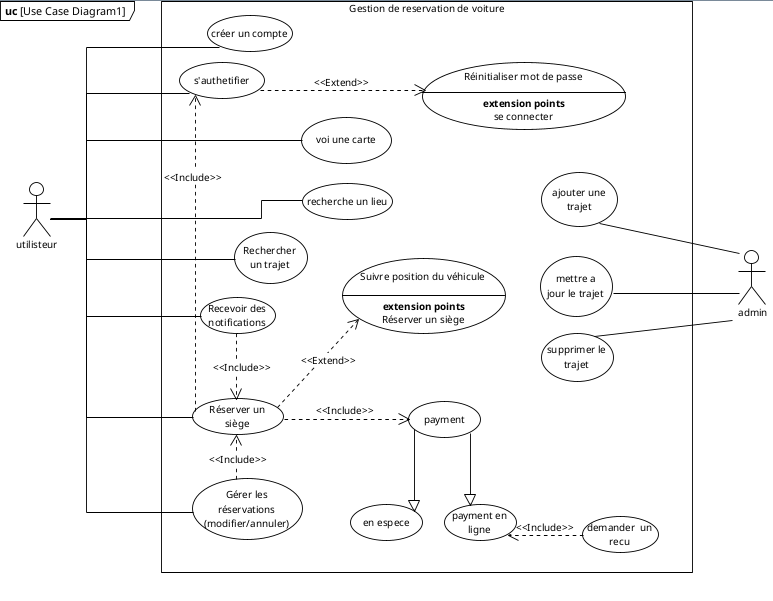 uc [Use Case Diagram1]
Gestion de reservation de voiture
créer un compte
s'authetifier
<<Extend>>
Réinitialiser mot de passe
extension points
se connecter
voi une carte
<<Include>>
ajouter une
trajet
recherche un lieu
utilisteur
Rechercher
un trajet
Suivre position du véhicule
extension points
Réserver un siège
mettre a
jour le trajet
admin
Recevoir des
notifications
supprimer le
trajet
<<Extend>>
<<Include>>
Réserver un
siège
<<Include>>
payment
<<Include>>
Gérer les
réservations
(modifier/annuler)
en espece
payment en
ligne
<<Include>>
demander un
recu